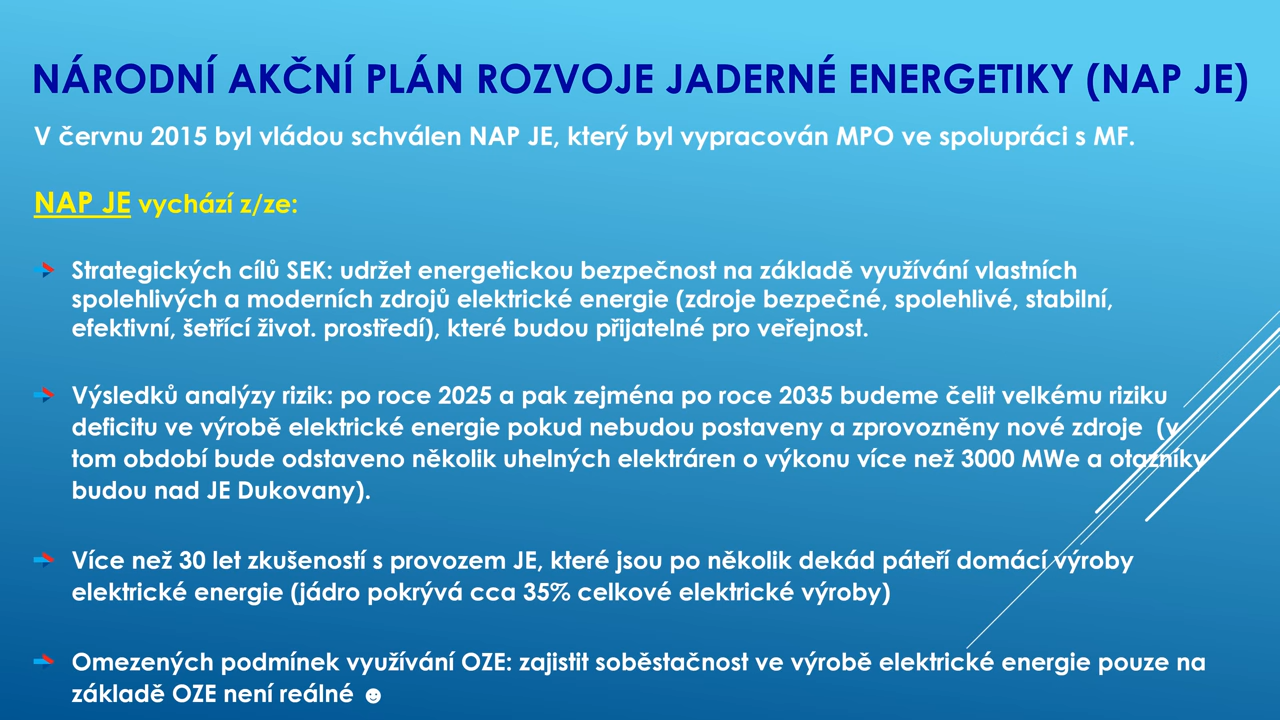 NÁRODNÍ AKČNÍ PLÁN ROZVOJE JADERNÉ ENERGETIKY (NAP JE)
V červnu 2015 byl vládou schválen NAP JE, který byl vypracován MPO ve spolupráci s MF.
NAP JE vychází z/ze:
Strategických cílů SEK: udržet energetickou bezpečnost na základě využívání vlastních
spolehlivých a moderních zdrojů elektrické energie (zdroje bezpečné, spolehlivé, stabilní,
efektivní, šetřící život. prostředí), které budou přijatelné pro veřejnost.
Výsledků analýzy rizik: po roce 2025 a pak zejména po roce 2035 budeme čelit velkému riziku
deficitu ve výrobě elektrické energie pokud nebudou postaveny a zprovozněny nové zdroje (v
tom období bude odstaveno několik uhelných elektráren o výkonu více než 3000 MWe a otazníky
budou nad JE Dukovany).
Více než 30 let zkušeností s provozem JE, které jsou po několik dekád páteří domácí výroby
elektrické energie (jádro pokrývá cca 35% celkové elektrické výroby)
Omezených podmínek využívání OZE: zajistit soběstačnost ve výrobě elektrické energie pouze na
základě OZE není reálné ☻